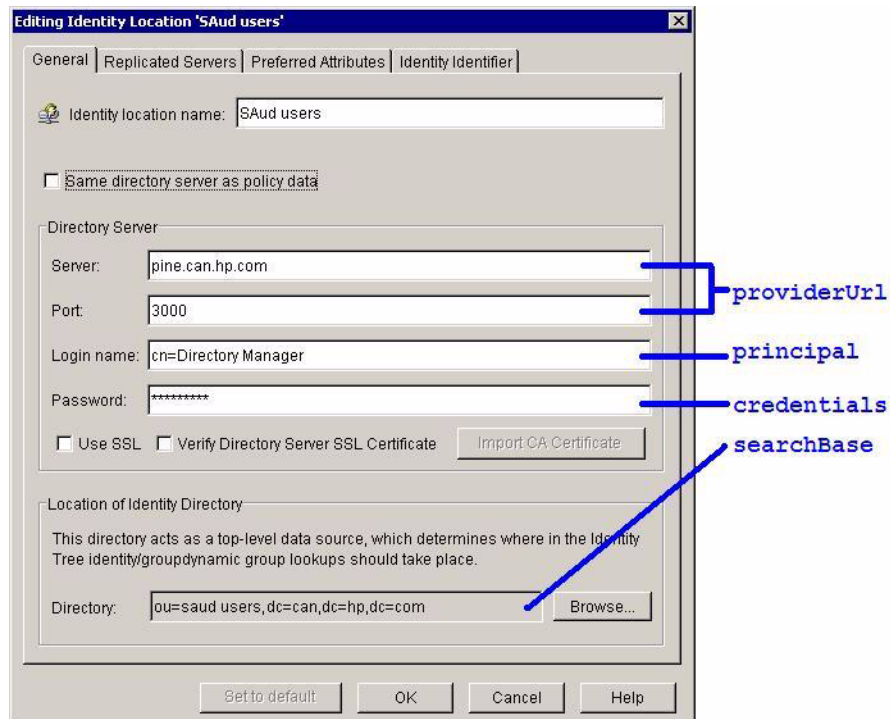 Editing Identity Location 'SAud users'
General Replicated Servers Preferred Attributes Identity Identifier
Identity location name: SAud users
Same directory server as policy data
Directory Server
Server: pine.can.hp.com
providerUrl
Port: 3000
Login name: cn=Directory Manager
principal
Password: *********
credentials
Use SSL Verify Directory Server SSL Certificate Import CA Certificate
searchBase
Location of Identity Directory
This directory acts as a top-level data source, which determines where in the Identity
Tree identity/groupdynamic group lookups should take place.
Directory: ou=saud users,dc=can,dc=hp,dc=com Browse...
Set to default OK Cancel Help